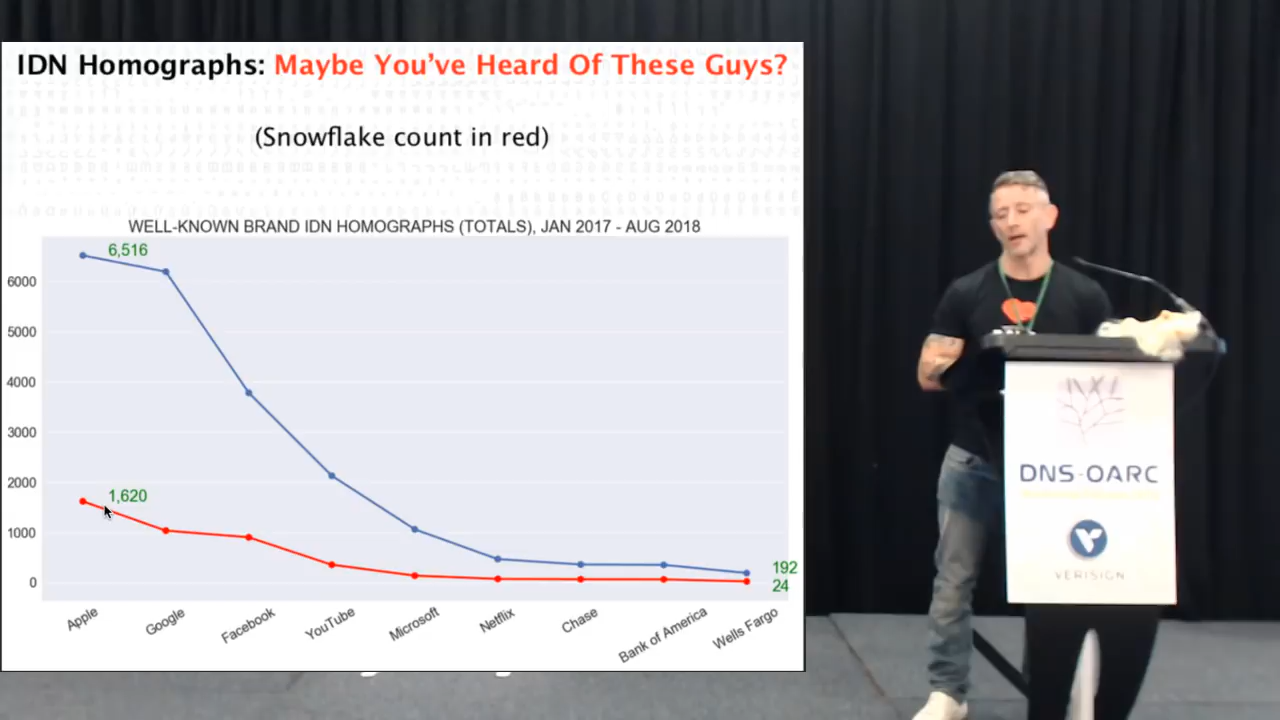 IDN Homographs: Maybe You've Heard Of These Guys?
(Snowflake count in red)
WELL-KNOWN BRAND IDN HOMOGRAPHS (TOTALS), JAN 2017 - AUG 2018
6,516
6000
5000
4000
3000
2000
1,620
1000
192
0
24
Apple
Google
Facebook
YouTube
Microsoft
Netflix
Chase
Bank of America
Wells Fargo
DNS-OARC
VERISIGN